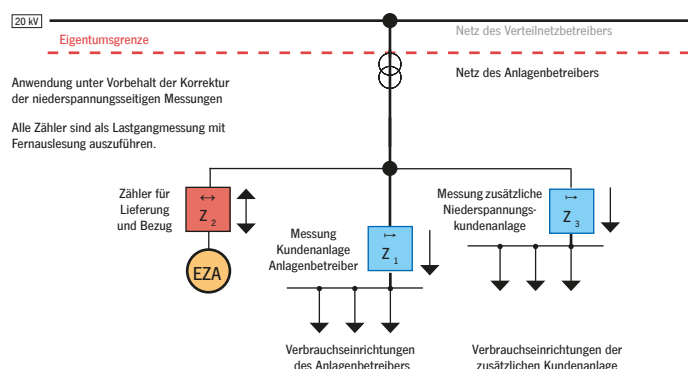 20 kV
Netz des Verteilnetzbetreibers
Eigentumsgrenze
Netz des Anlagenbetreibers
Anwendung unter Vorbehalt der Korrektur
der niederspannungsseitigen Messungen
Alle Zähler sind als Lastgangmessung mit
Fernauslesung auszuführen.
Zähler für
Lieferung
und Bezug
↔
Z 2
EZA
Messung
Kundenanlage
Anlagenbetreiber
↦
Z 1
Messung zusätzliche
Niederspannungs-
kundenanlage
↦
Z 3
Verbrauchseinrichtungen
des Anlagenbetreibers
Verbrauchseinrichtungen der
zusätzlichen Kundenanlage